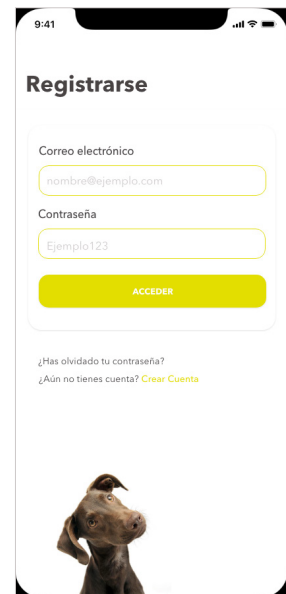 9:41
Registrarse
Correo electrónico
nombre@ejemplo.com
Contraseña
Ejemplo123
ACCEDER
¿Has olvidado tu contraseña?
¿Aún no tienes cuenta? Crear Cuenta